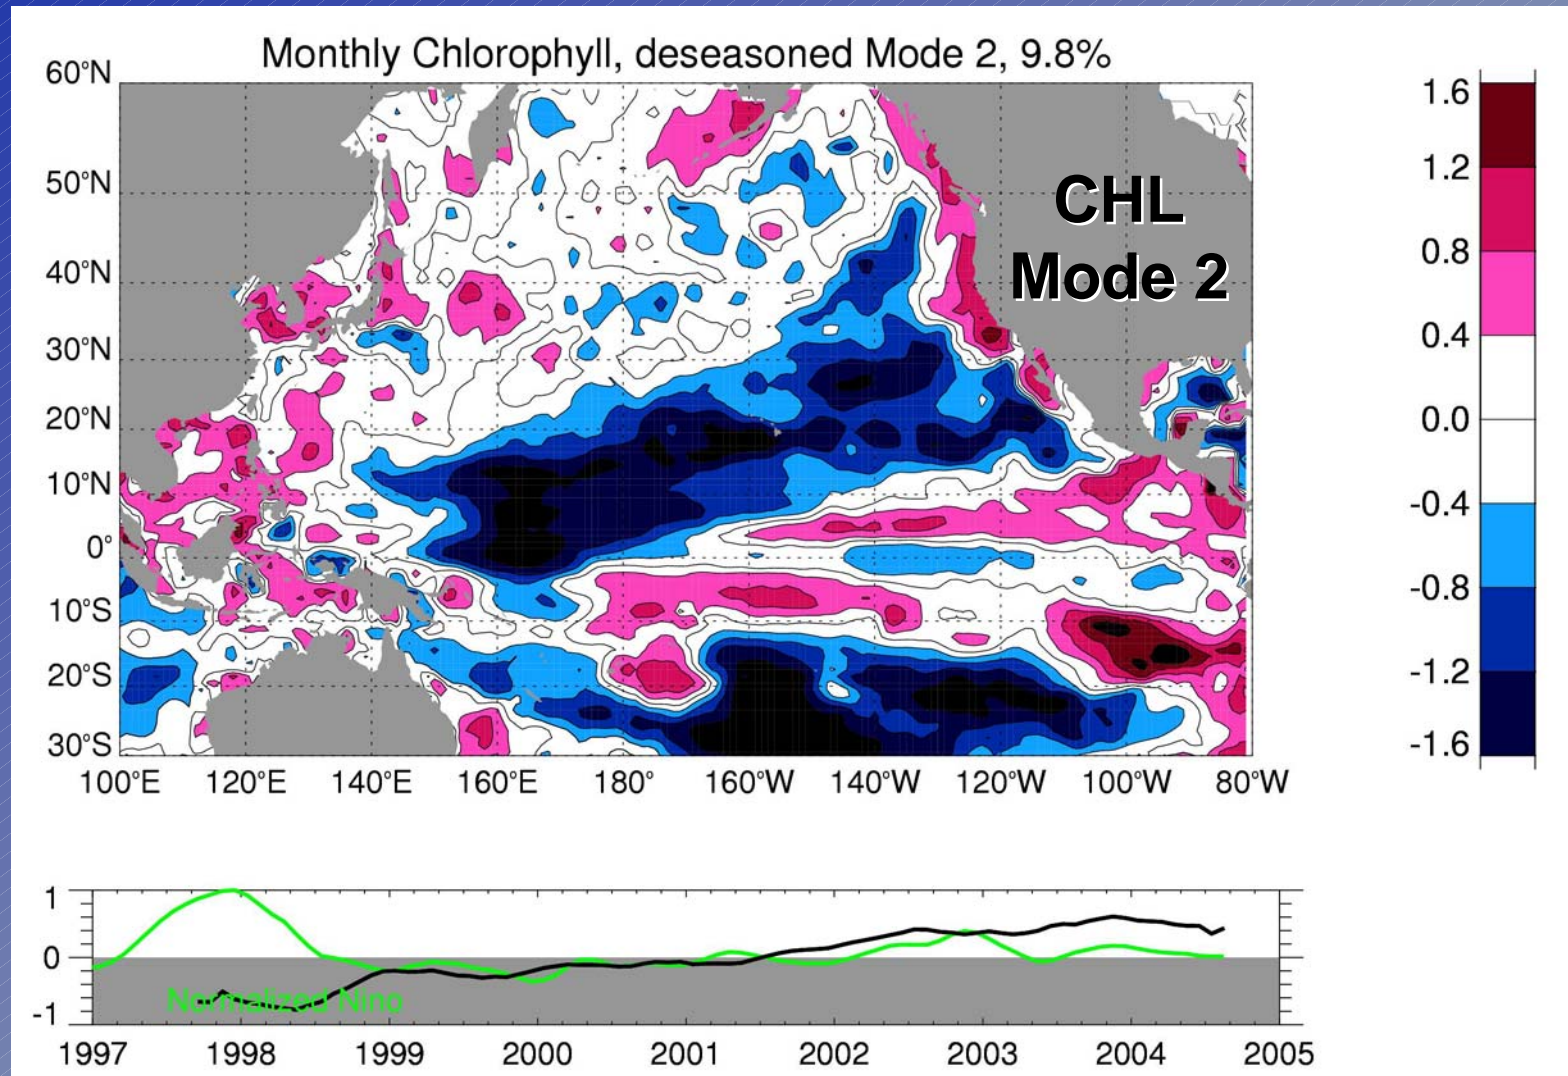 Monthly Chlorophyll, deseasoned Mode 2, 9.8%
60°N
50°N
40°N
30°N
20°N
10°N
0°
10°S
20°S
30°S
100°E 120°E 140°E 160°E 180° 160°W 140°W 120°W 100°W 80°W
CHL
Mode 2
1.6
1.2
0.8
0.4
0.0
-0.4
-0.8
-1.2
-1.6
1
0
-1
Normalized Nino
1997 1998 1999 2000 2001 2002 2003 2004 2005